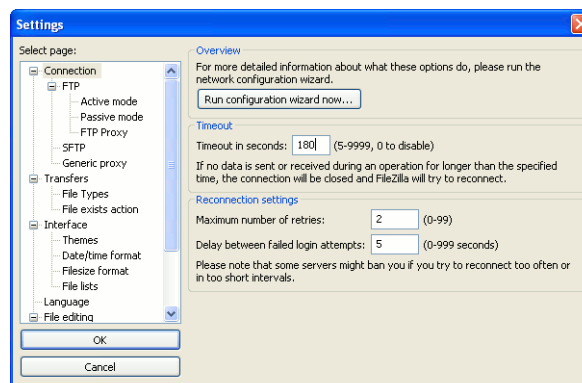 Settings
Select page:
Connection
FTP
Active mode
Passive mode
FTP Proxy
SFTP
Generic proxy
Transfers
File Types
File exists action
Interface
Themes
Date/time format
Filesize format
File lists
Language
File editing
OK
Cancel
Overview
For more detailed information about what these options do, please run the
network configuration wizard.
Run configuration wizard now...
Timeout
Timeout in seconds: 180 (5-9999, 0 to disable)
If no data is sent or received during an operation for longer than the specified
time, the connection will be closed and FileZilla will try to reconnect.
Reconnection settings
Maximum number of retries: 2 (0-99)
Delay between failed login attempts: 5 (0-999 seconds)
Please note that some servers might ban you if you try to reconnect too often or
in too short intervals.